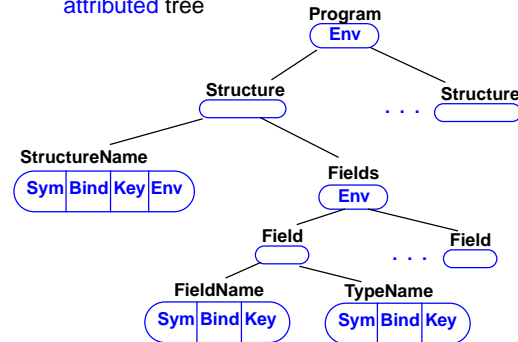 attributed tree
Program
Env
Structure
. . .
Structure
StructureName
Sym Bind Key Env
Fields
Env
Field
. . .
Field
FieldName
TypeName
Sym Bind Key
Sym Bind Key